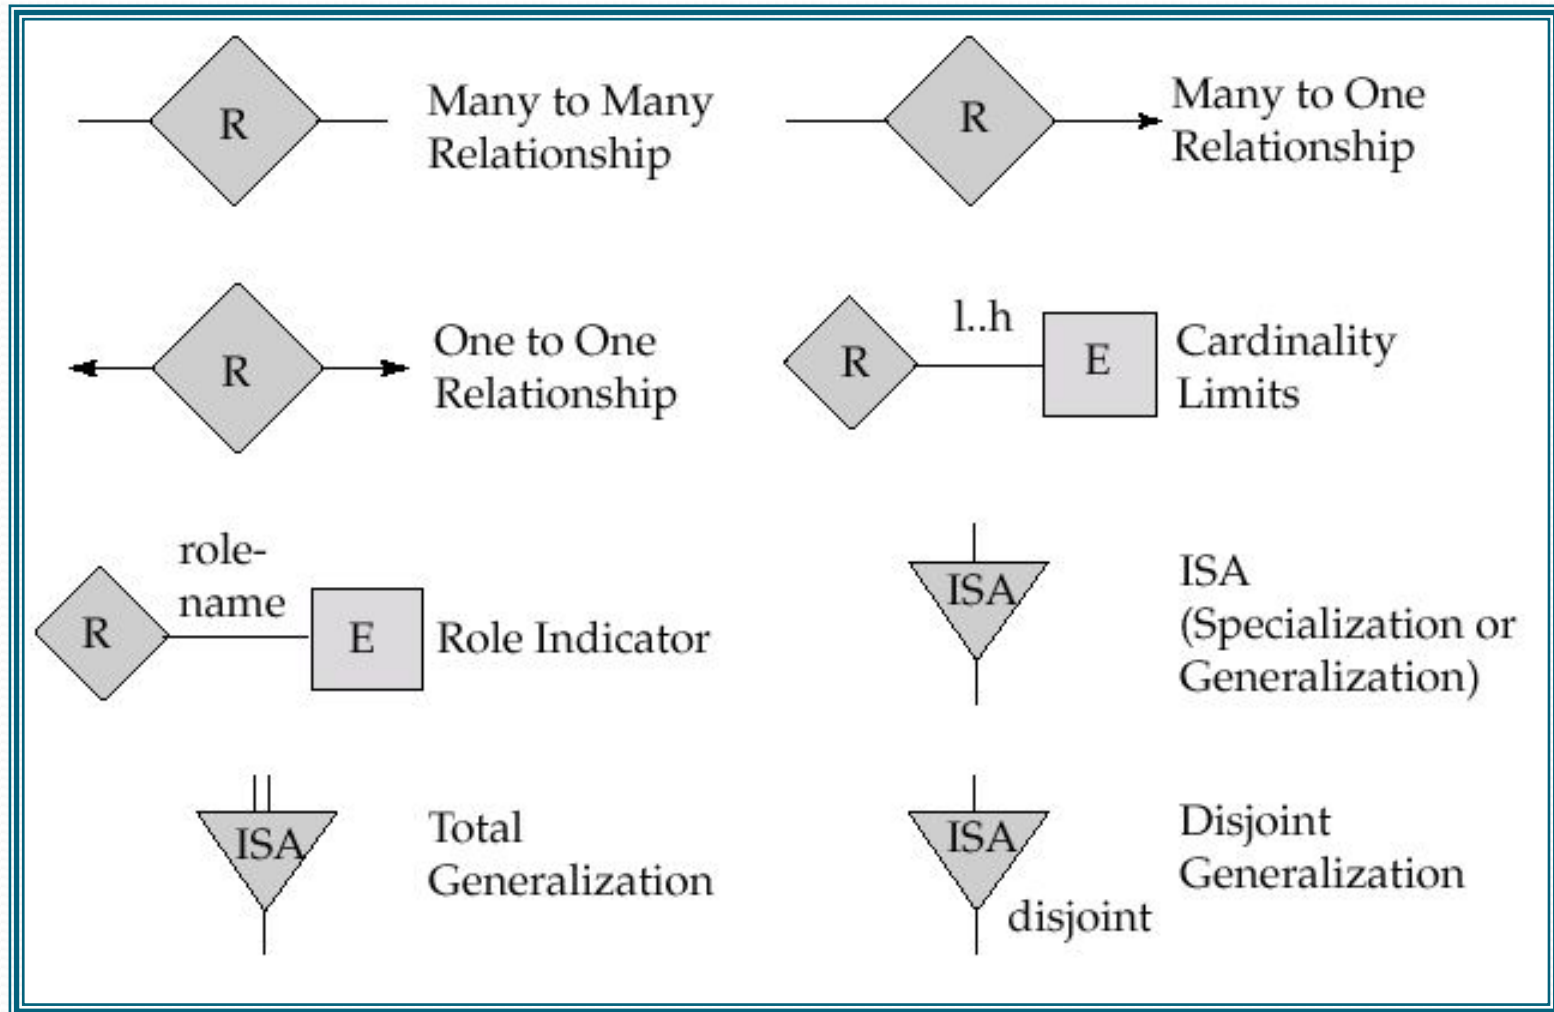 R
Many to Many
Relationship
R
Many to One
Relationship
R
One to One
Relationship
R
l..h
E
Cardinality
Limits
R
role-
name
E
Role Indicator
ISA
ISA
(Specialization or
Generalization)
ISA
Total
Generalization
ISA
disjoint
Disjoint
Generalization